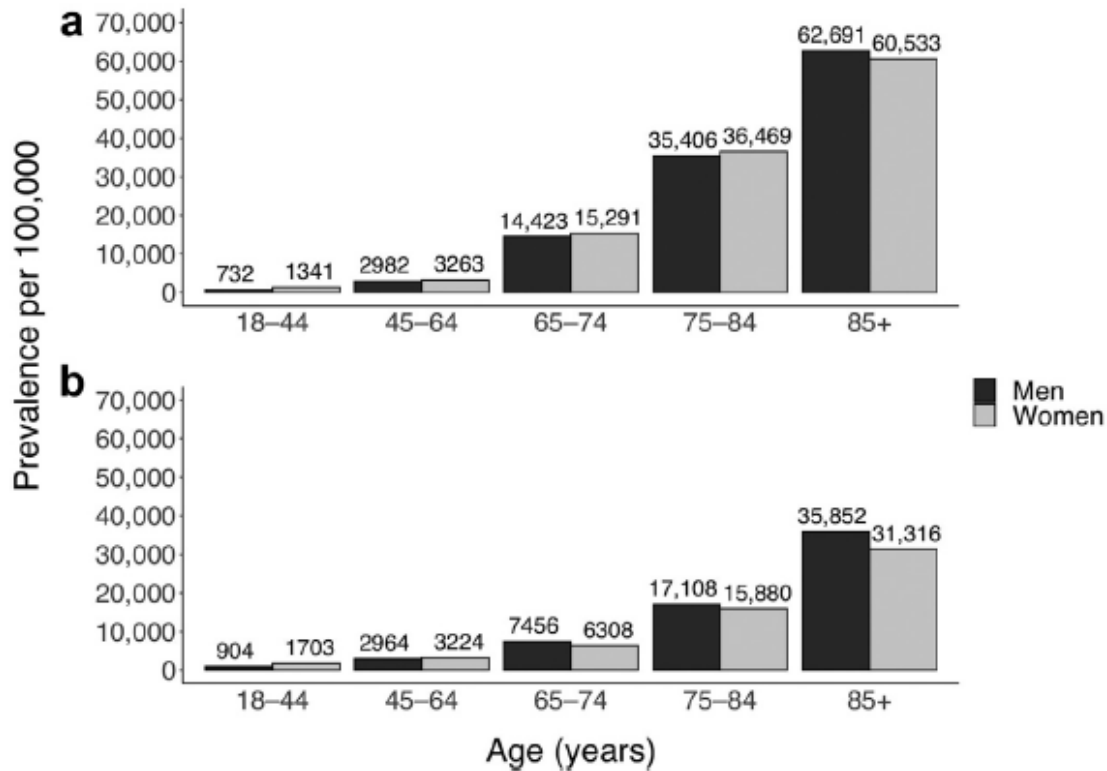 a
Prevalence per 100,000
70,000
60,000
50,000
40,000
30,000
20,000
10,000
0
732 1341 2982 3263 14,423 15,291 35,406 36,469 62,691 60,533
18–44 45–64 65–74 75–84 85+
b
70,000
60,000
50,000
40,000
30,000
20,000
10,000
0
904 1703 2964 3224 7456 6308 17,108 15,880 35,852 31,316
18–44 45–64 65–74 75–84 85+
Age (years)
Men
Women